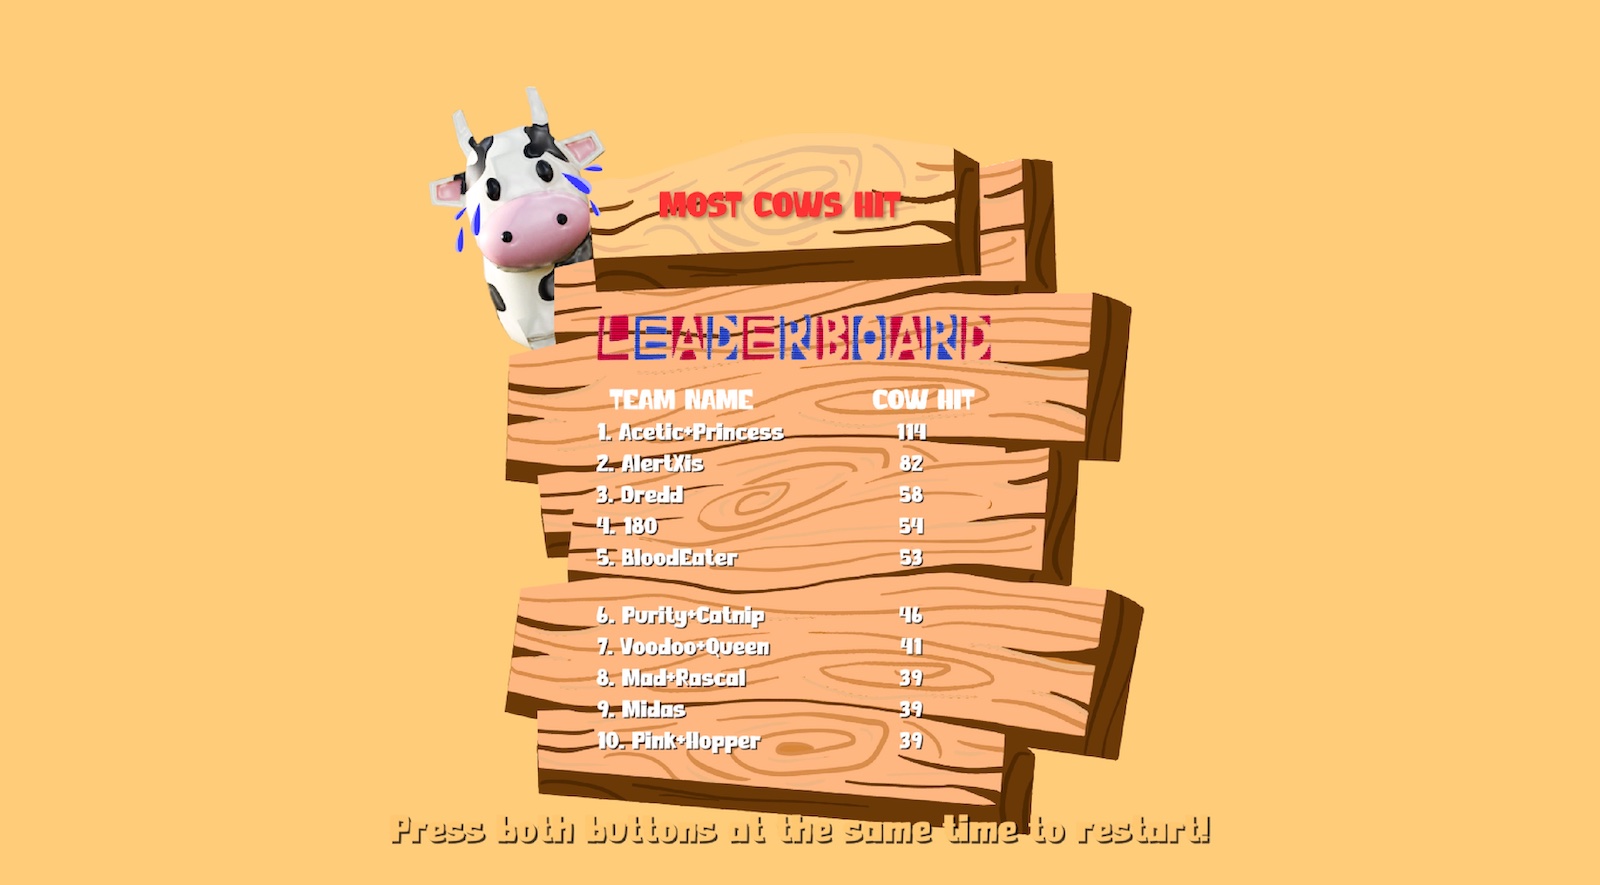 MOST COWS HIT
LEADERBOARD
TEAM NAME COW HIT
1. Acetic+Princess 114
2. AlertXis 82
3. Dredd 58
4. 180 54
5. BloodEater 53
6. Purity+Catnip 46
7. Voodoo+Queen 41
8. Mad+Rascal 39
9. Midas 39
10. Pink+Hopper 39
Press both buttons at the same time to restart!